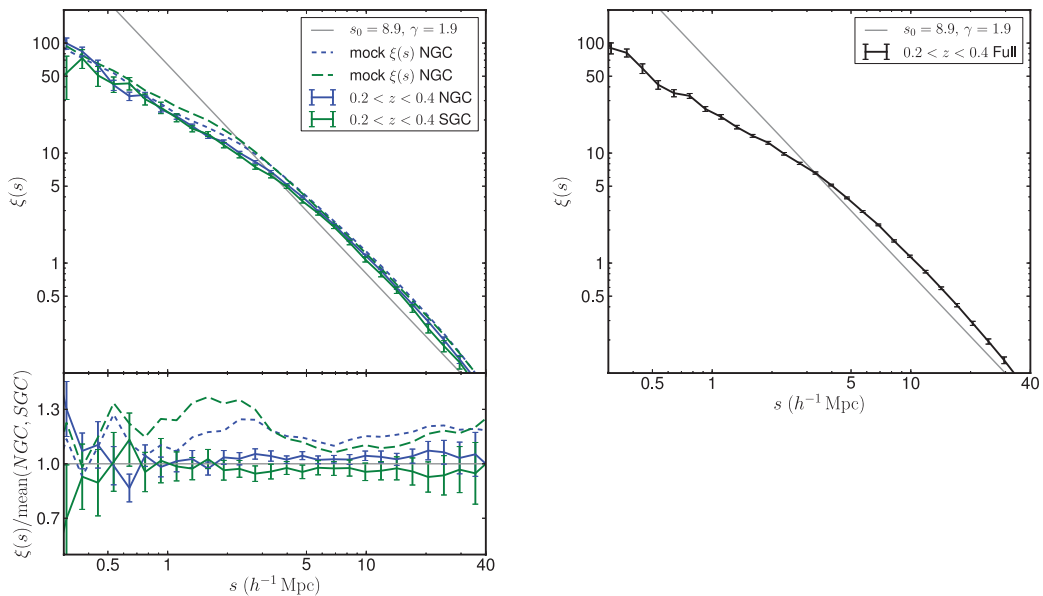 s₀ = 8.9, γ = 1.9
mock ξ(s) NGC
mock ξ(s) NGC
0.2 < z < 0.4 NGC
0.2 < z < 0.4 SGC
100
50
10
5
1
0.5
ξ(s)
1.3
1.0
0.7
ξ(s)/mean(NGC, SGC)
0.5 1 5 10 40
s (h⁻¹ Mpc)
s₀ = 8.9, γ = 1.9
0.2 < z < 0.4 Full
100
50
10
5
1
0.5
ξ(s)
0.5 1 5 10 40
s (h⁻¹ Mpc)